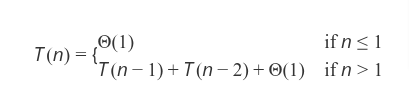 T(n) = {Θ(1) if n ≤ 1
T(n − 1) + T(n − 2) + Θ(1) if n > 1